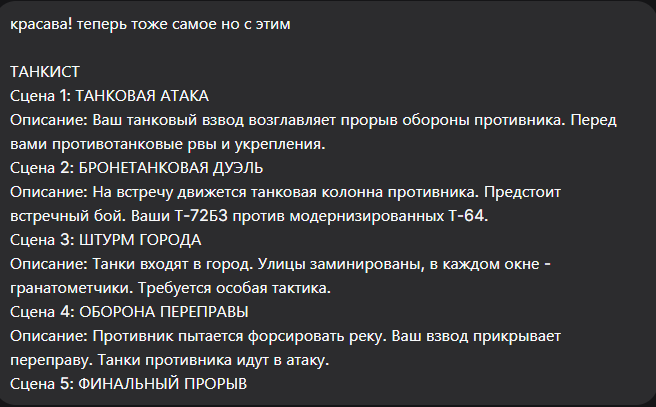 красава! теперь тоже самое но с этим
ТАНКИСТ
Сцена 1: ТАНКОВАЯ АТАКА
Описание: Ваш танковый взвод возглавляет прорыв обороны противника. Перед
вами противотанковые рвы и укрепления.
Сцена 2: БРОНЕТАНКОВАЯ ДУЭЛЬ
Описание: На встречу движется танковая колонна противника. Предстоит
встречный бой. Ваши Т-72Б3 против модернизированных Т-64.
Сцена 3: ШТУРМ ГОРОДА
Описание: Танки входят в город. Улицы заминированы, в каждом окне -
гранатометчики. Требуется особая тактика.
Сцена 4: ОБОРОНА ПЕРЕПРАВЫ
Описание: Противник пытается форсировать реку. Ваш взвод прикрывает
переправу. Танки противника идут в атаку.
Сцена 5: ФИНАЛЬНЫЙ ПРОРЫВ